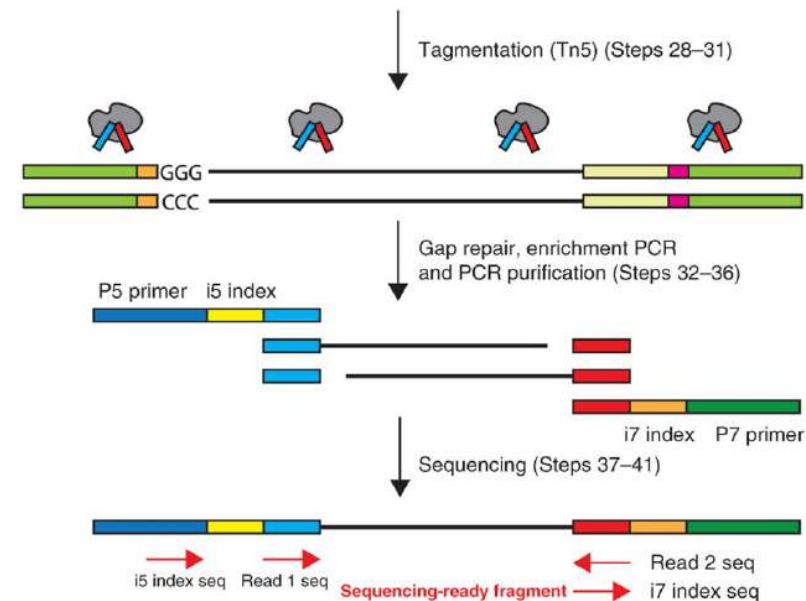 Tagmentation (Tn5) (Steps 28–31)
GGG
CCC
Gap repair, enrichment PCR
and PCR purification (Steps 32–36)
P5 primer i5 index
i7 index P7 primer
Sequencing (Steps 37–41)
i5 index seq Read 1 seq
Read 2 seq
Sequencing-ready fragment
i7 index seq